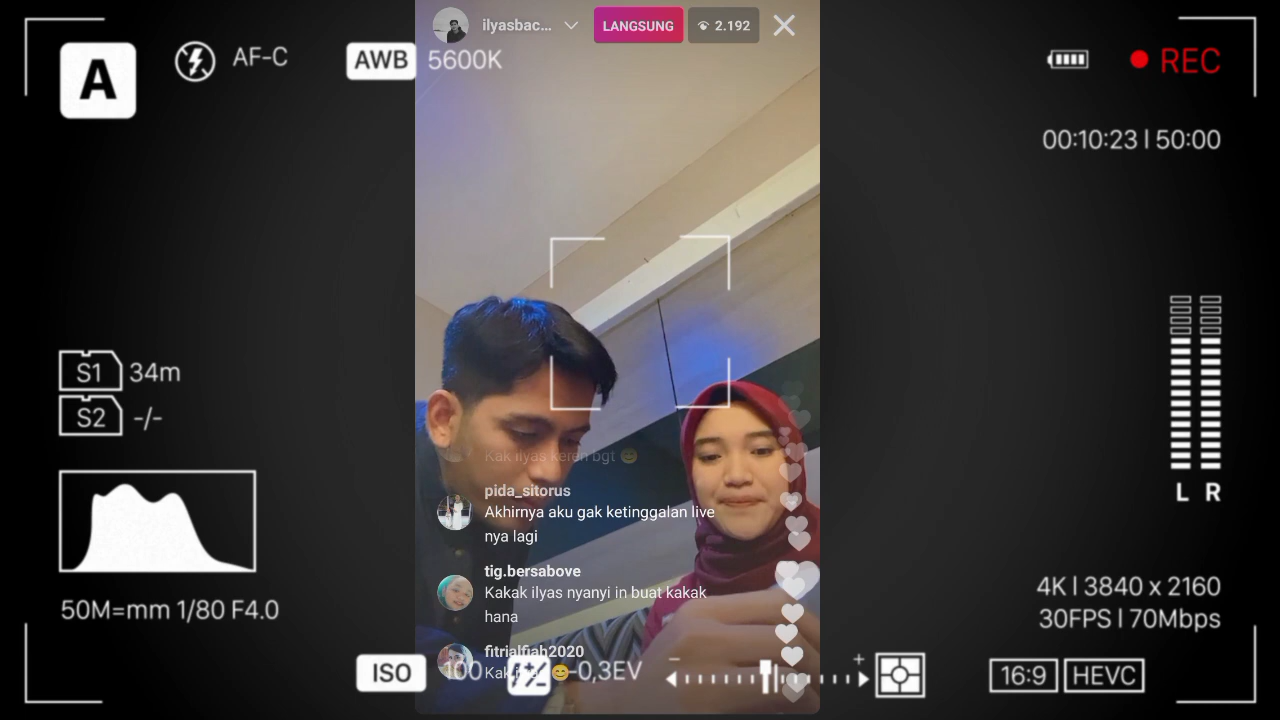 ilyasbac...
LANGSUNG
2.192
A
AF-C
AWB
5600K
REC
00:10:23 | 50:00
S1 34m
S2 -/-
L R
Kak ilyas keren bgt 😄
pida_sitorus
Akhirnya aku gak ketinggalan live
nya lagi
tig.bersabove
Kakak ilyas nyanyi in buat kakak
hana
fitrialfiah2020
50M=mm 1/80 F4.0
4K | 3840 x 2160
30FPS | 70Mbps
ISO 100
-0,3EV
16:9 HEVC